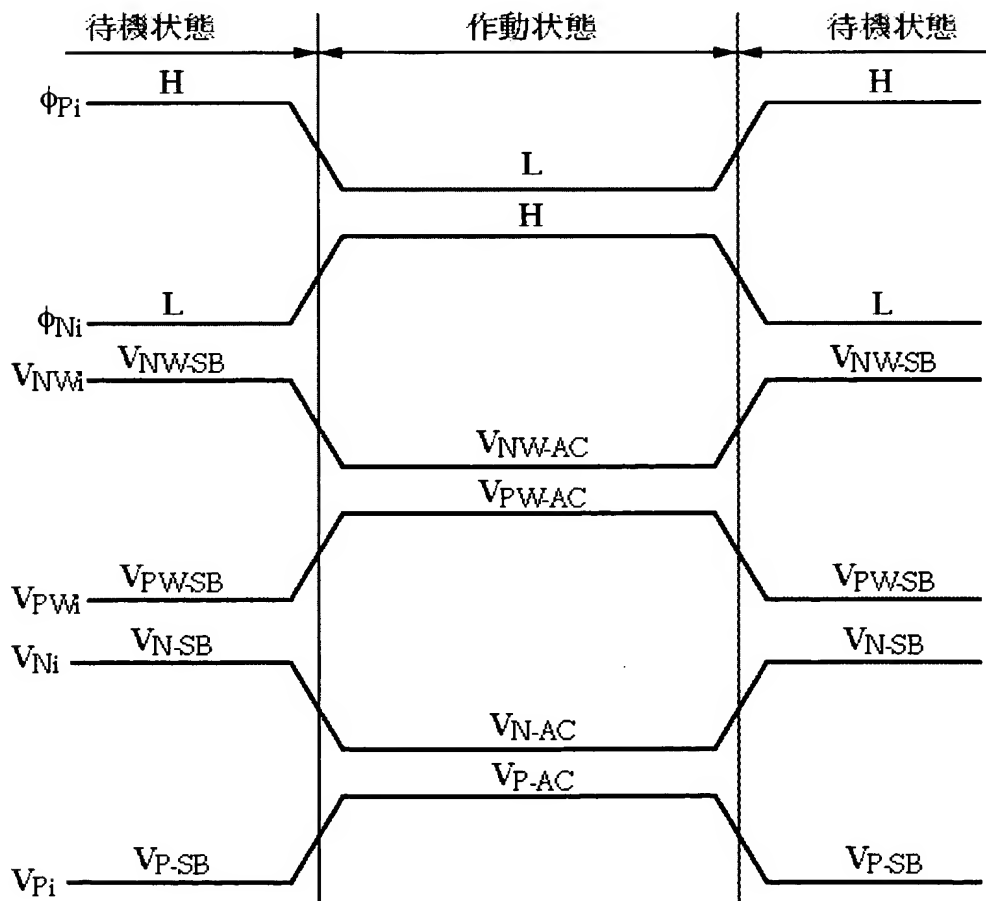 待機状態 作動状態 待機状態
H H
ϕPi
L
H
L L
ϕNi
VNW-SB VNW-SB
VNWi
VNW-AC
VPW-AC
VPW-SB VPW-SB
VPWi
VN-SB VN-SB
VNi
VN-AC
VP-AC
VP-SB VP-SB
VPi